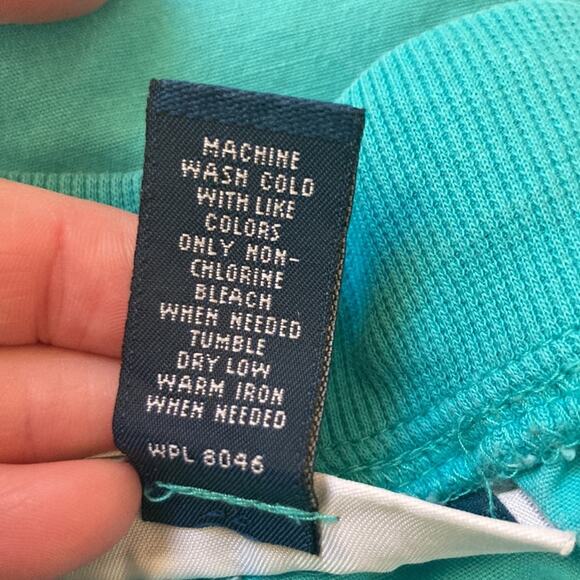 MACHINE
WASH COLD
WITH LIKE
COLORS
ONLY NON-
CHLORINE
BLEACH
WHEN NEEDED
TUMBLE
DRY LOW
WARM IRON
WHEN NEEDED
WPL 8046